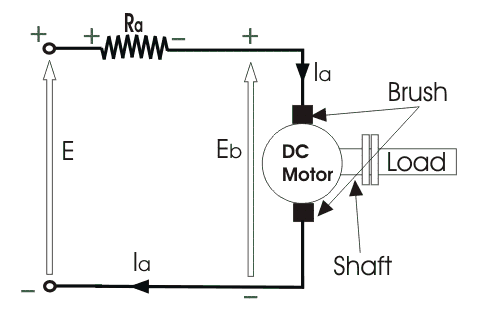 Ra
+ + − +
Ia
Brush
E
Eb
DC
Motor
Load
Ia
Shaft
− −